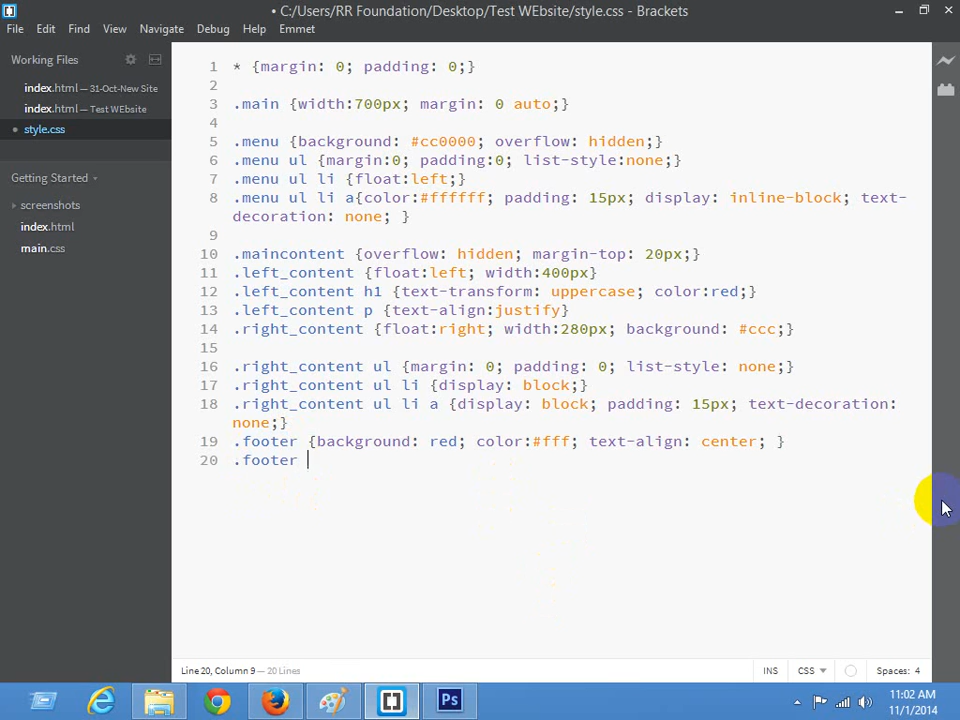 • C:/Users/RR Foundation/Desktop/Test WEbsite/style.css - Brackets
File Edit Find View Navigate Debug Help Emmet
Working Files
index.html — 31-Oct-New Site
index.html — Test WEbsite
• style.css
Getting Started
screenshots
index.html
main.css
1 * {margin: 0; padding: 0;}
2
3 .main {width:700px; margin: 0 auto;}
4
5 .menu {background: #cc0000; overflow: hidden;}
6 .menu ul {margin:0; padding:0; list-style:none;}
7 .menu ul li {float:left;}
8 .menu ul li a{color:#ffffff; padding: 15px; display: inline-block; text-
decoration: none; }
9
10 .maincontent {overflow: hidden; margin-top: 20px;}
11 .left_content {float:left; width:400px}
12 .left_content h1 {text-transform: uppercase; color:red;}
13 .left_content p {text-align:justify}
14 .right_content {float:right; width:280px; background: #ccc;}
15
16 .right_content ul {margin: 0; padding: 0; list-style: none;}
17 .right_content ul li {display: block;}
18 .right_content ul li a {display: block; padding: 15px; text-decoration:
none;}
19 .footer {background: red; color:#fff; text-align: center; }
20 .footer
Line 20, Column 9 — 20 Lines
INS CSS Spaces: 4
Ps
11:02 AM
11/1/2014